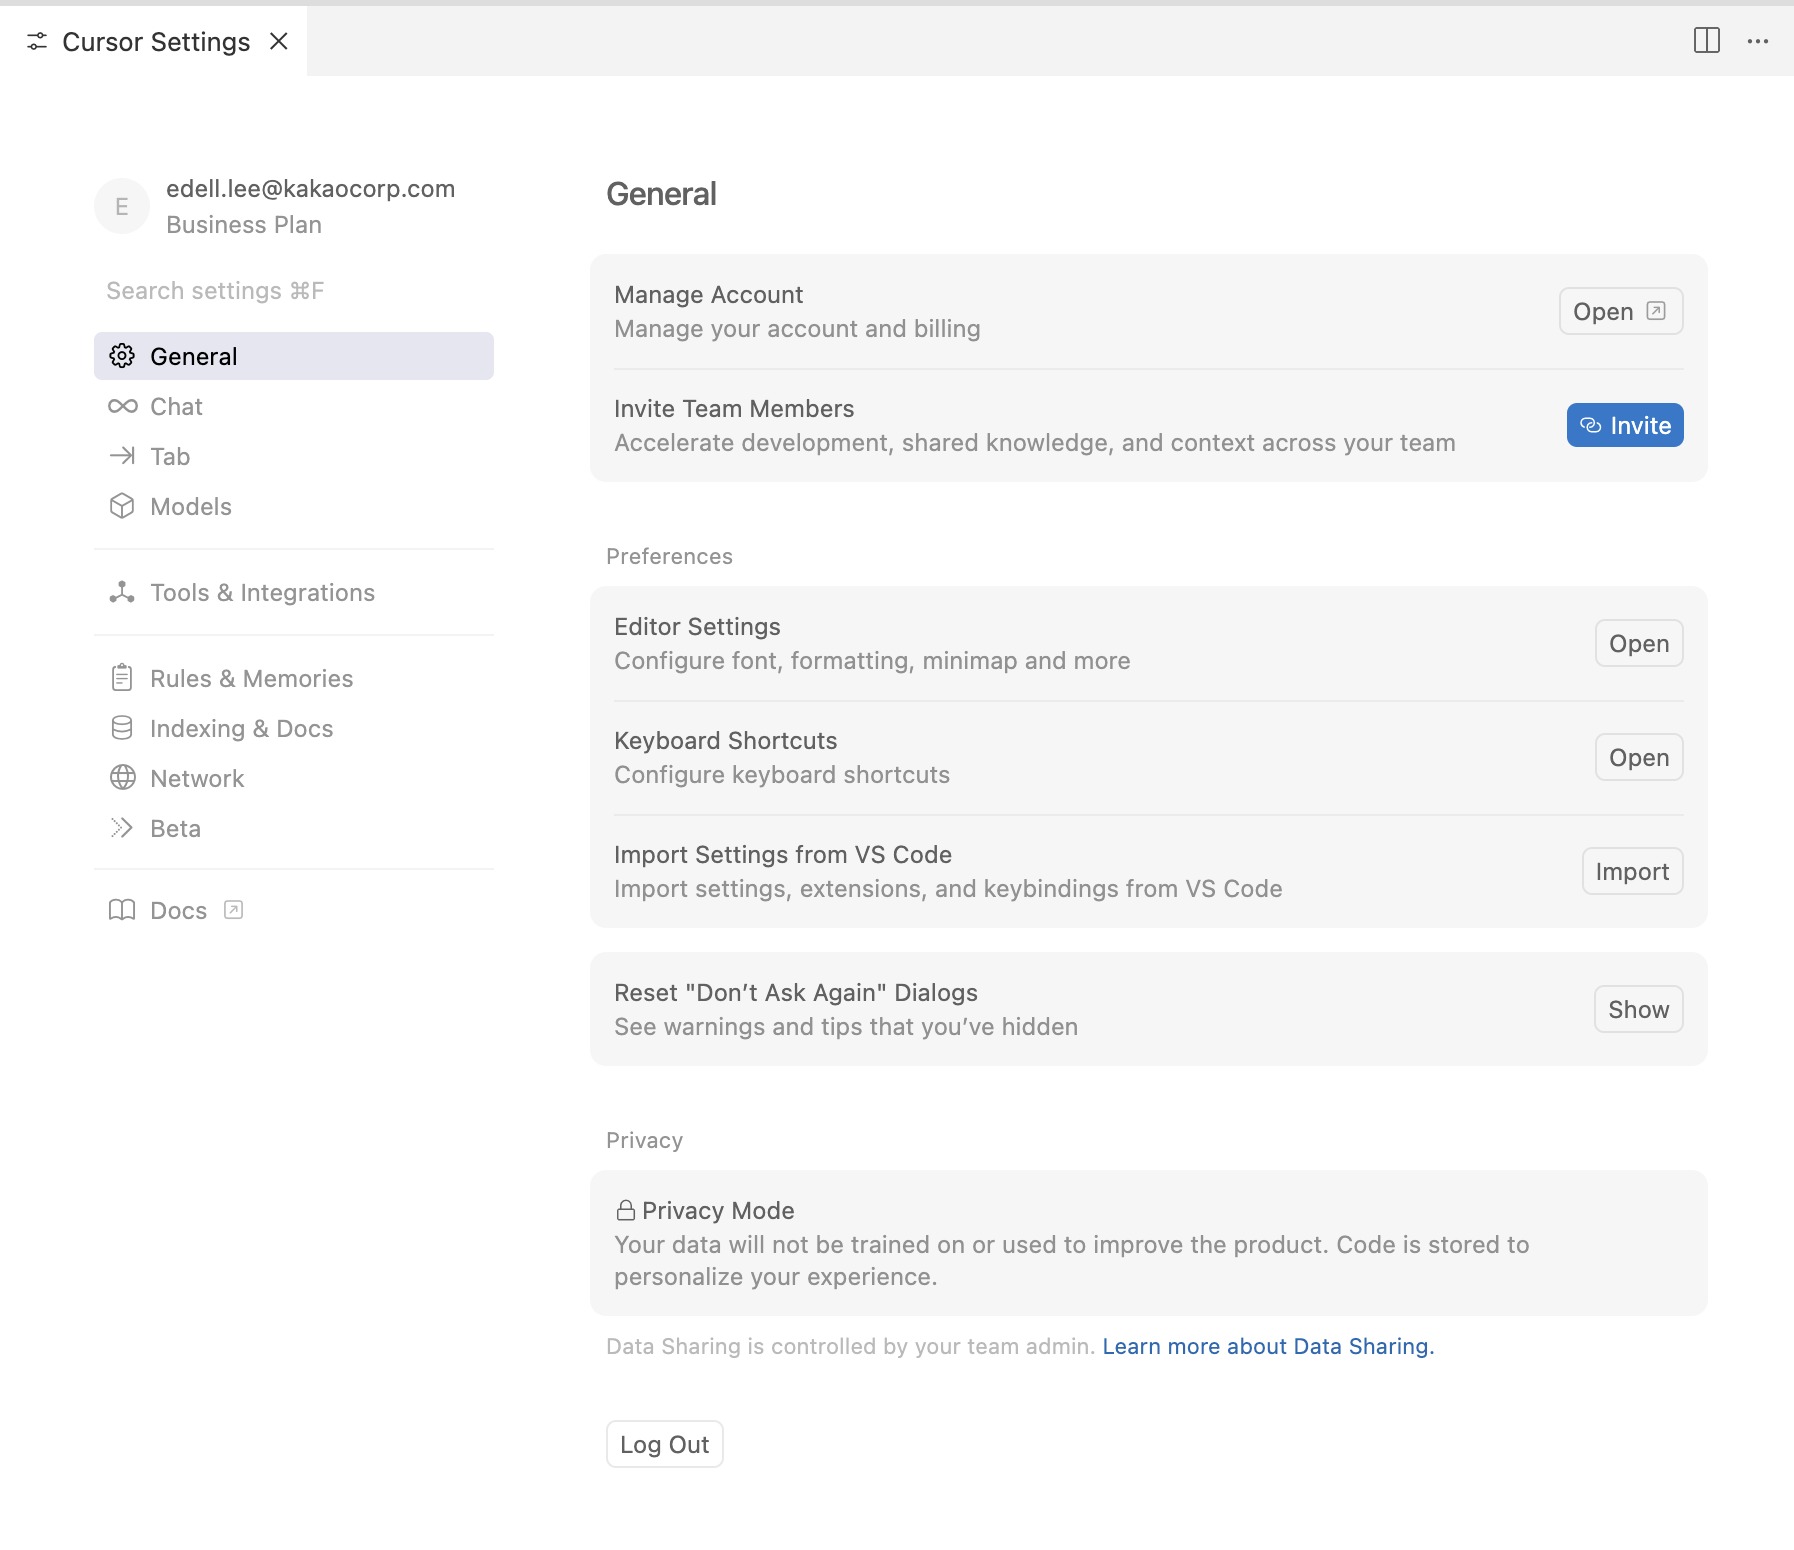 Cursor Settings
E
edell.lee@kakaocorp.com
Business Plan
Search settings ⌘F
General
Chat
Tab
Models
Tools & Integrations
Rules & Memories
Indexing & Docs
Network
Beta
Docs
General
Manage Account
Manage your account and billing
Open
Invite Team Members
Accelerate development, shared knowledge, and context across your team
Invite
Preferences
Editor Settings
Configure font, formatting, minimap and more
Open
Keyboard Shortcuts
Configure keyboard shortcuts
Open
Import Settings from VS Code
Import settings, extensions, and keybindings from VS Code
Import
Reset "Don’t Ask Again" Dialogs
See warnings and tips that you’ve hidden
Show
Privacy
Privacy Mode
Your data will not be trained on or used to improve the product. Code is stored to
personalize your experience.
Data Sharing is controlled by your team admin. Learn more about Data Sharing.
Log Out